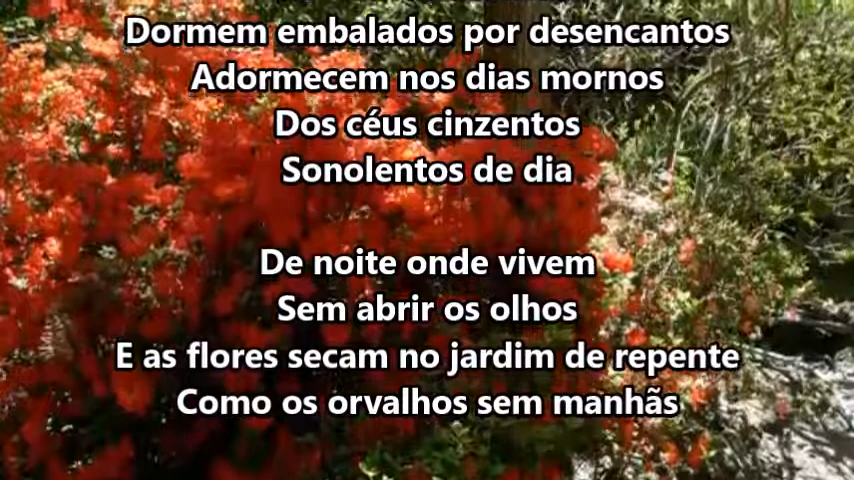 Dormem embalados por desencantos
Adormecem nos dias mornos
Dos céus cinzentos
Sonolentos de dia
De noite onde vivem
Sem abrir os olhos
E as flores secam no jardim de repente
Como os orvalhos sem manhãs